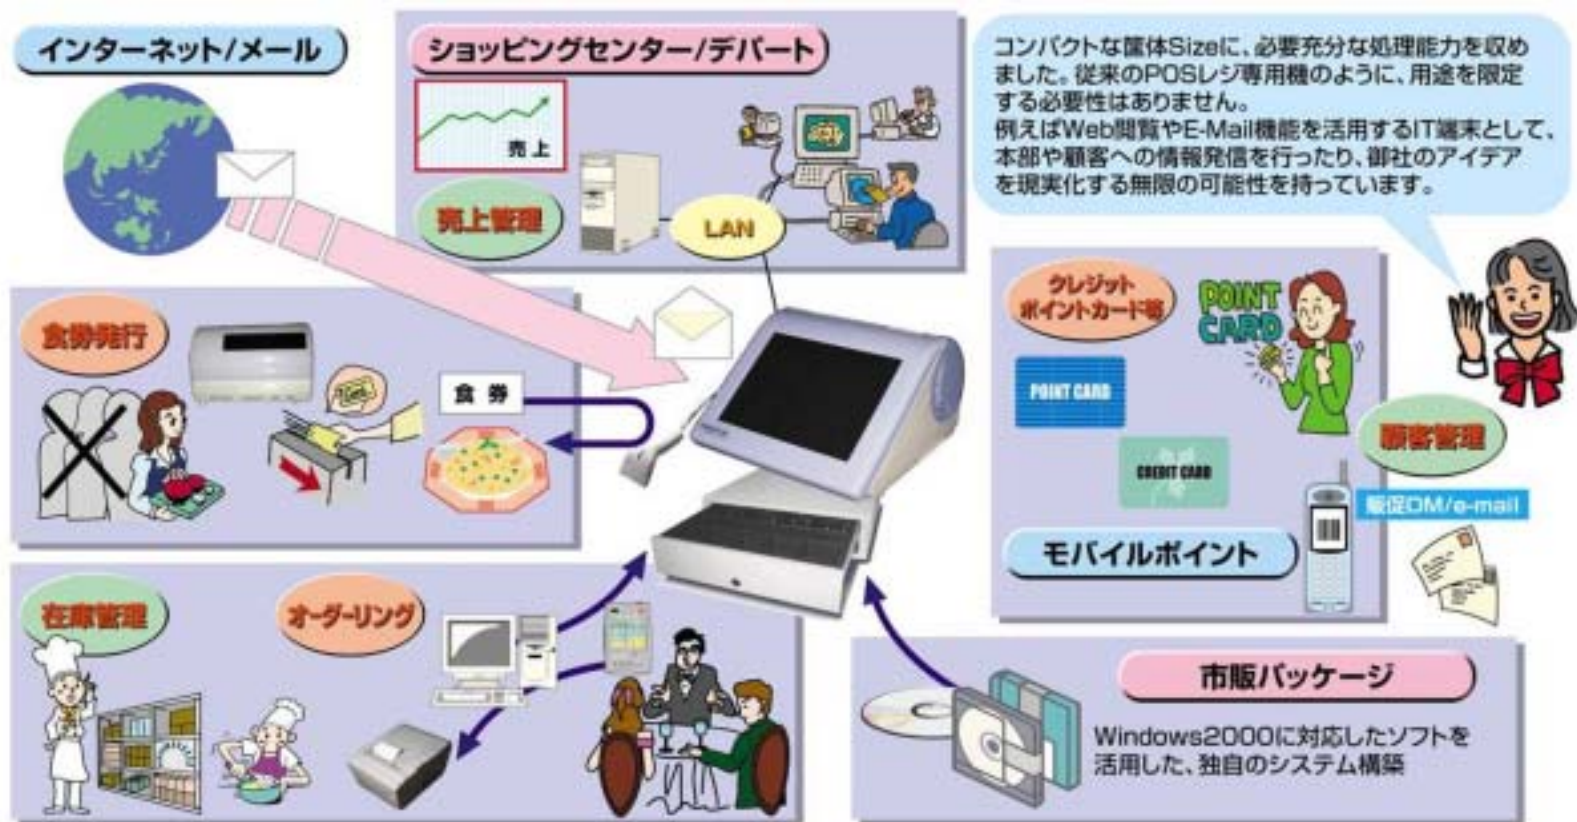 インターネット/メール
ショッピングセンター/デパート
売上
売上管理
LAN
コンパクトな筐体Sizeに、必要充分な処理能力を収め
ました。従来のPOSレジ専用機のように、用途を限定
する必要性はありません。
例えばWeb閲覧やE-Mail機能を活用するIT端末として、
本部や顧客への情報発信を行ったり、御社のアイデア
を現実化する無限の可能性を持っています。
食券発行
食券
クレジット
ポイントカード等
POINT
CARD
POINT CARD
CREDIT CARD
顧客管理
販促DM/e-mail
モバイルポイント
在庫管理
オーダーリング
市販パッケージ
Windows2000に対応したソフトを
活用した、独自のシステム構築